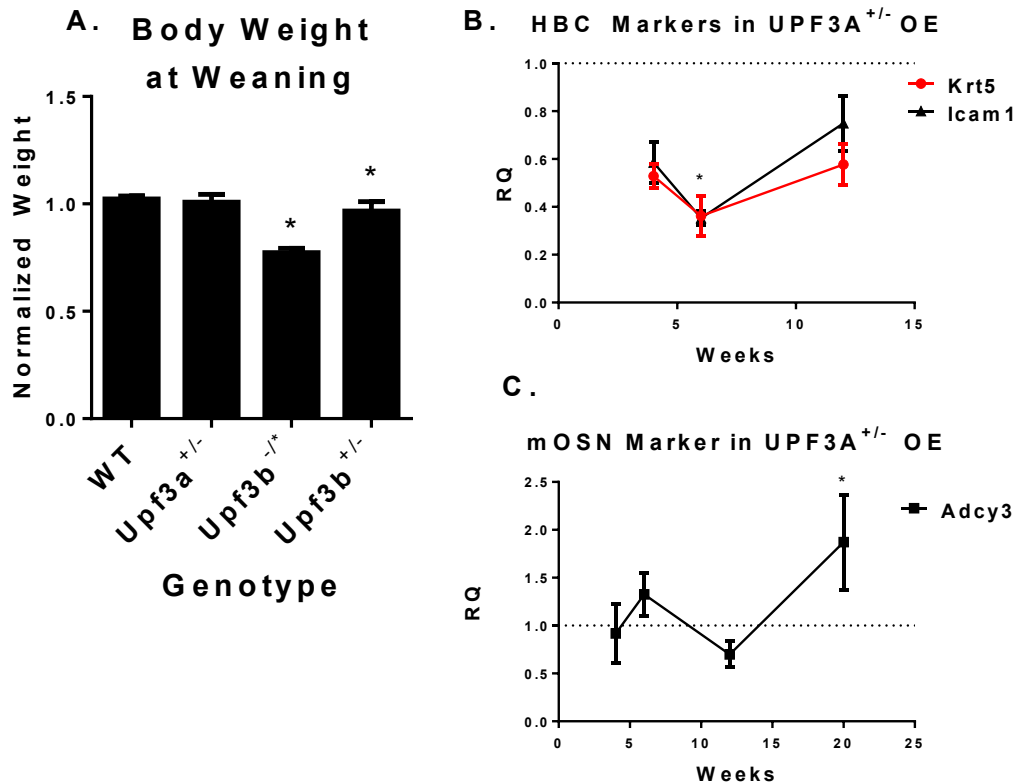 A. Body Weight
at Weaning
Normalized Weight
1.5
1.0
0.5
0.0
*
*
WT
Upf3a+/-
Upf3b-/*
Upf3b+/-
Genotype
B. HBC Markers in UPF3A+/- OE
RQ
1.0
0.8
0.6
0.4
0.2
0.0
*
0 5 10 15
Weeks
Krt5
Icam1
C.
mOSN Marker in UPF3A+/- OE
RQ
2.5
2.0
1.5
1.0
0.5
0.0
*
0 5 10 15 20 25
Weeks
Adcy3